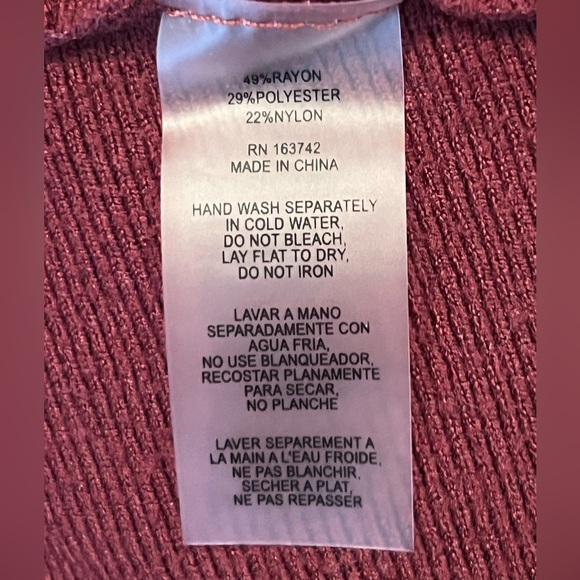 49%RAYON
29%POLYESTER
22%NYLON
RN 163742
MADE IN CHINA
HAND WASH SEPARATELY
IN COLD WATER,
DO NOT BLEACH,
LAY FLAT TO DRY,
DO NOT IRON
LAVAR A MANO
SEPARADAMENTE CON
AGUA FRIA,
NO USE BLANQUEADOR,
RECOSTAR PLANAMENTE
PARA SECAR,
NO PLANCHE
LAVER SEPAREMENT A
LA MAIN A L'EAU FROIDE,
NE PAS BLANCHIR,
SECHER A PLAT,
NE PAS REPASSER